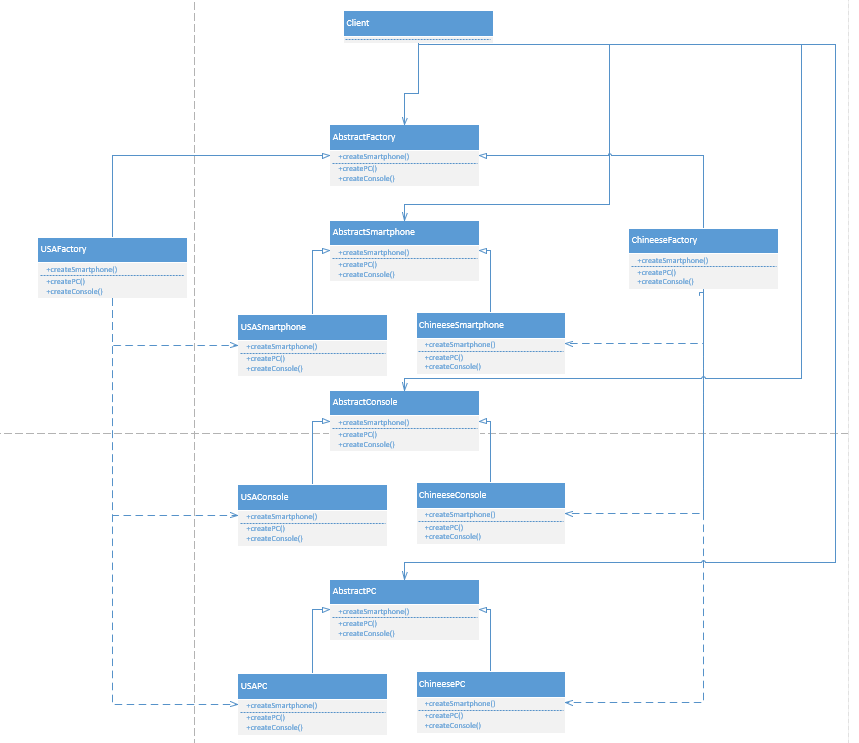 Client
AbstractFactory
+createSmartphone()
+createPC()
+createConsole()
AbstractSmartphone
+createSmartphone()
+createPC()
+createConsole()
USAFactory
+createSmartphone()
+createPC()
+createConsole()
ChineeseFactory
+createSmartphone()
+createPC()
+createConsole()
USASmartphone
+createSmartphone()
+createPC()
+createConsole()
ChineeseSmartphone
+createSmartphone()
+createPC()
+createConsole()
AbstractConsole
+createSmartphone()
+createPC()
+createConsole()
USAConsole
+createSmartphone()
+createPC()
+createConsole()
ChineeseConsole
+createSmartphone()
+createPC()
+createConsole()
AbstractPC
+createSmartphone()
+createPC()
+createConsole()
USAPC
+createSmartphone()
+createPC()
+createConsole()
ChineesePC
+createSmartphone()
+createPC()
+createConsole()